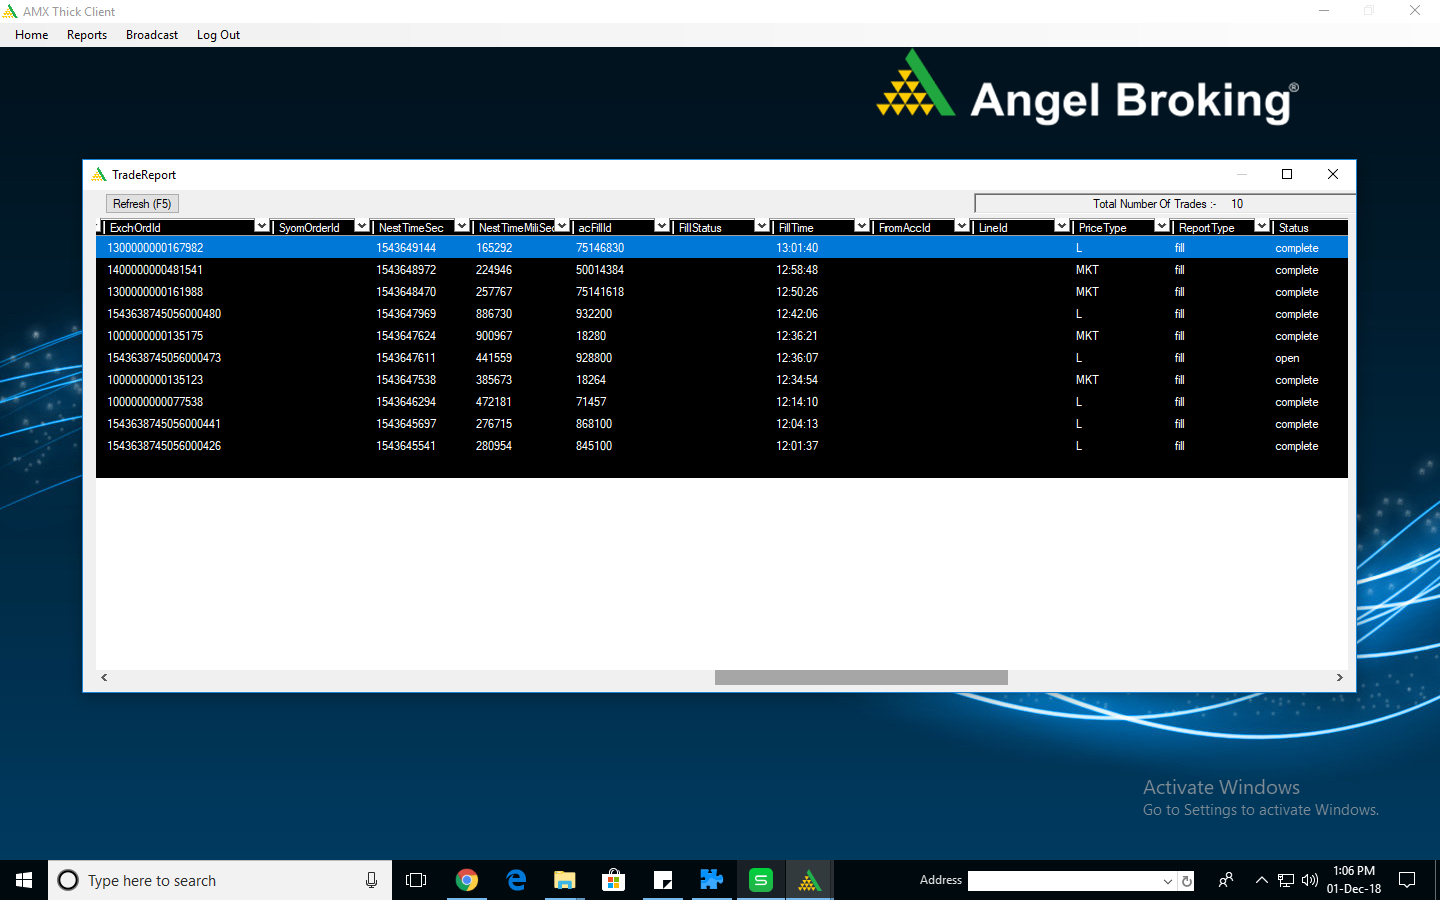 AMX Thick Client
Home Reports Broadcast Log Out
Angel Broking®
TradeReport
Refresh (F5) Total Number Of Trades :- 10
ExchOrdId SyomOrderId NestTimeSec NestTimeMiliSec acFillId FillStatus FillTime FromAccId LineId PriceType ReportType Status
1300000000167982 1543649144 165292 75146830 13:01:40 L fill complete
1400000000481541 1543648972 224946 50014384 12:58:48 MKT fill complete
1300000000161988 1543648470 257767 75141618 12:50:26 MKT fill complete
1543638745056000480 1543647969 886730 932200 12:42:06 L fill complete
1000000000135175 1543647624 900967 18280 12:36:21 MKT fill complete
1543638745056000473 1543647611 441559 928800 12:36:07 L fill open
1000000000135123 1543647538 385673 18264 12:34:54 MKT fill complete
1000000000077538 1543646294 472181 71457 12:14:10 L fill complete
1543638745056000441 1543645697 276715 868100 12:04:13 L fill complete
1543638745056000426 1543645541 280954 845100 12:01:37 L fill complete
Activate Windows
Go to Settings to activate Windows.
Type here to search Address 1:06 PM
01-Dec-18